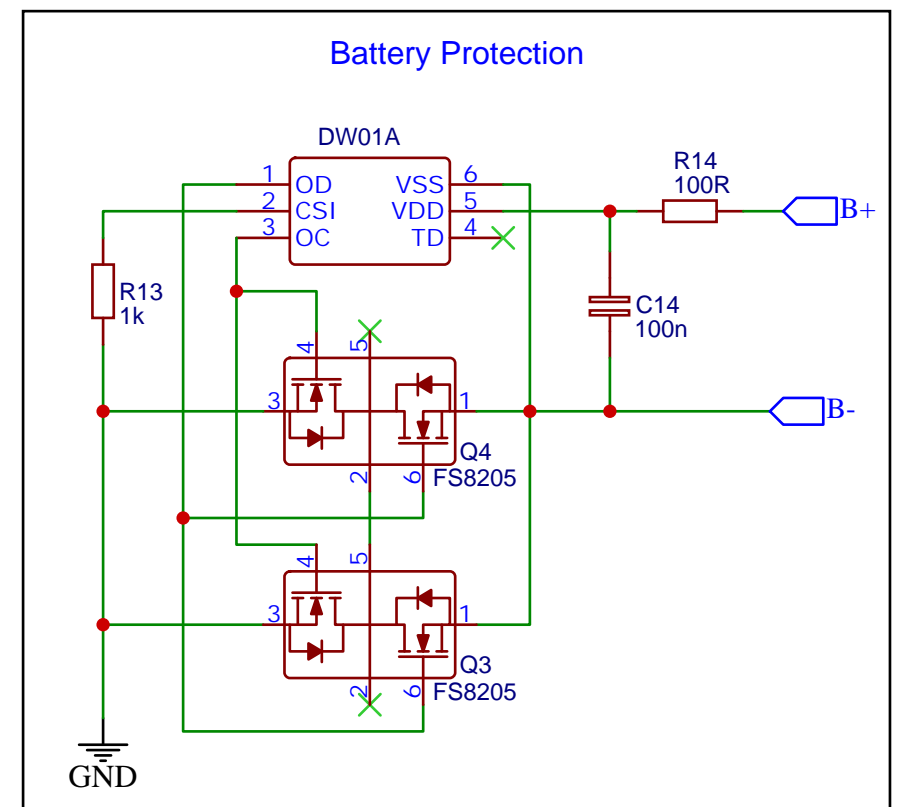 Battery Protection
DW01A
1 OD VSS 6
2 CSI VDD 5
3 OC TD 4
R14
100R
B+
R13
1k
C14
100n
4 5
3 1
B-
Q4
2 6 FS8205
4 5
3 1
Q3
2 6 FS8205
GND